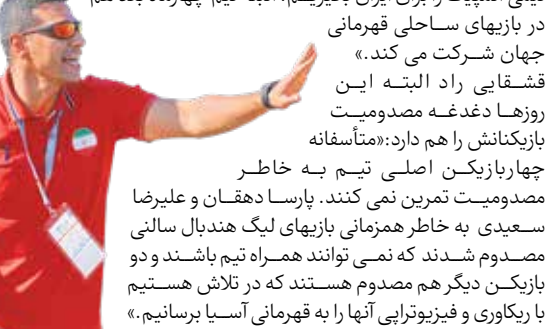 در بازیهای ساحلی قهرمانی
جهان شرکت می کند.»
قشقایی راد البته این
روزها دغدغه مصدومیت
بازیکنانش را هم دارد:«متأسفانه
چهاربازیکن اصلی تیم به خاطر
مصدومیت تمرین نمی کنند. پارسا دهقان و علیرضا
سعیدی به خاطر همزمانی بازیهای لیگ هندبال سالنی
مصدوم شدند که نمی توانند همراه تیم باشند و دو
بازیکن دیگر هم مصدوم هستند که در تلاش هستیم
با ریکاوری و فیزیوتراپی آنها را به قهرمانی آسیا برسانیم.»